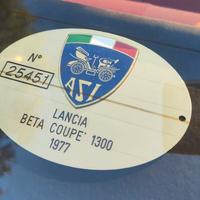 N°
25451
ASI
LANCIA
BETA COUPE' 1300
1977